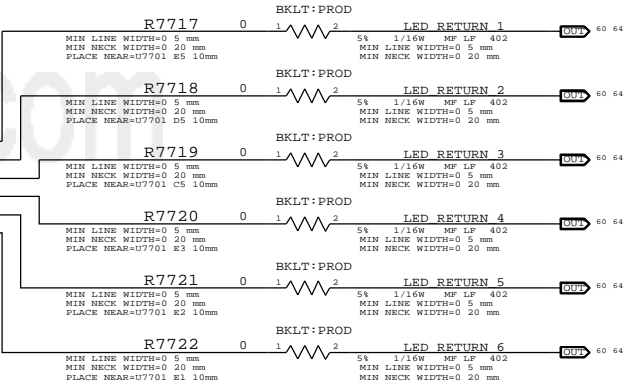 BKLT:PROD
R7717 0 1 2 LED RETURN 1 OUT 60 64
MIN LINE WIDTH=0 5 mm 5% 1/16W MF LF 402
MIN NECK WIDTH=0 20 mm MIN LINE WIDTH=0 5 mm
PLACE NEAR=U7701 E5 10mm MIN NECK WIDTH=0 20 mm
BKLT:PROD
R7718 0 1 2 LED RETURN 2 OUT 60 64
MIN LINE WIDTH=0 5 mm 5% 1/16W MF LF 402
MIN NECK WIDTH=0 20 mm MIN LINE WIDTH=0 5 mm
PLACE NEAR=U7701 D5 10mm MIN NECK WIDTH=0 20 mm
com
BKLT:PROD
R7719 0 1 2 LED RETURN 3 OUT 60 64
MIN LINE WIDTH=0 5 mm 5% 1/16W MF LF 402
MIN NECK WIDTH=0 20 mm MIN LINE WIDTH=0 5 mm
PLACE NEAR=U7701 C5 10mm MIN NECK WIDTH=0 20 mm
BKLT:PROD
R7720 0 1 2 LED RETURN 4 OUT 60 64
MIN LINE WIDTH=0 5 mm 5% 1/16W MF LF 402
MIN NECK WIDTH=0 20 mm MIN LINE WIDTH=0 5 mm
PLACE NEAR=U7701 E3 10mm MIN NECK WIDTH=0 20 mm
BKLT:PROD
R7721 0 1 2 LED RETURN 5 OUT 60 64
MIN LINE WIDTH=0 5 mm 5% 1/16W MF LF 402
MIN NECK WIDTH=0 20 mm MIN LINE WIDTH=0 5 mm
PLACE NEAR=U7701 E2 10mm MIN NECK WIDTH=0 20 mm
BKLT:PROD
R7722 0 1 2 LED RETURN 6 OUT 60 64
MIN LINE WIDTH=0 5 mm 5% 1/16W MF LF 402
MIN NECK WIDTH=0 20 mm MIN LINE WIDTH=0 5 mm
PLACE NEAR=U7701 E1 10mm MIN NECK WIDTH=0 20 mm